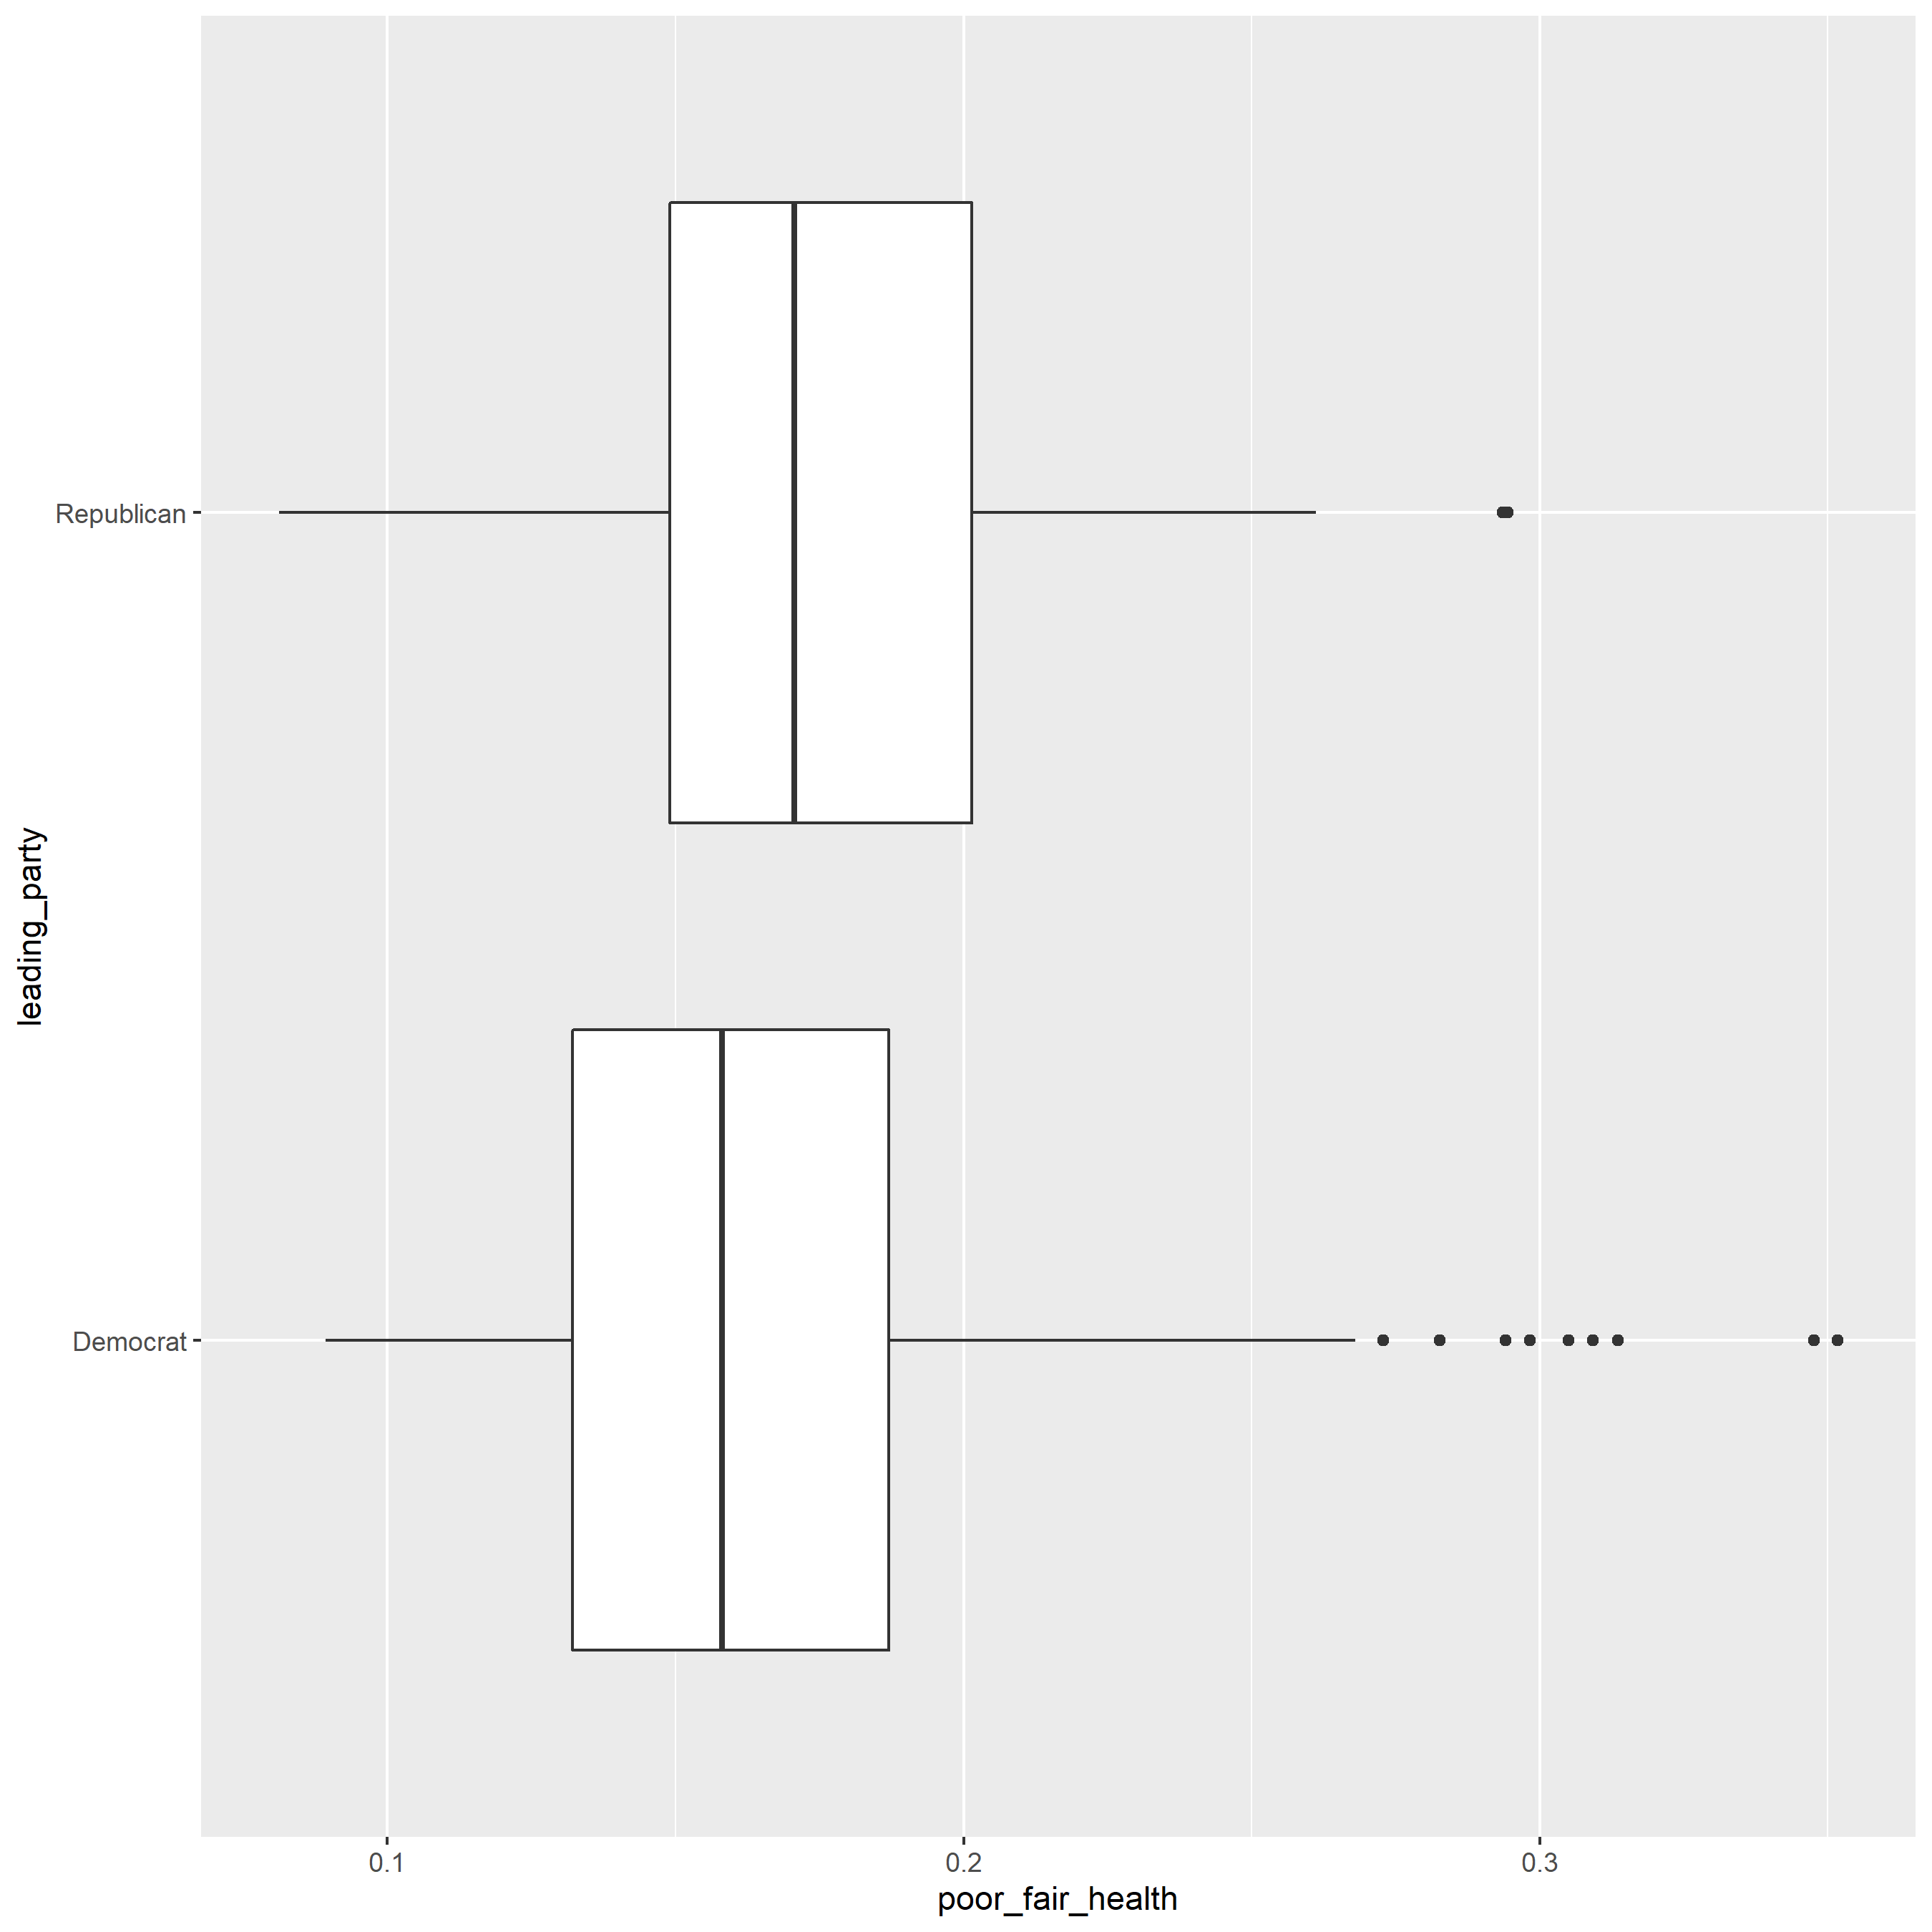 leading_party
Republican
Democrat
0.1
0.2
0.3
poor_fair_health